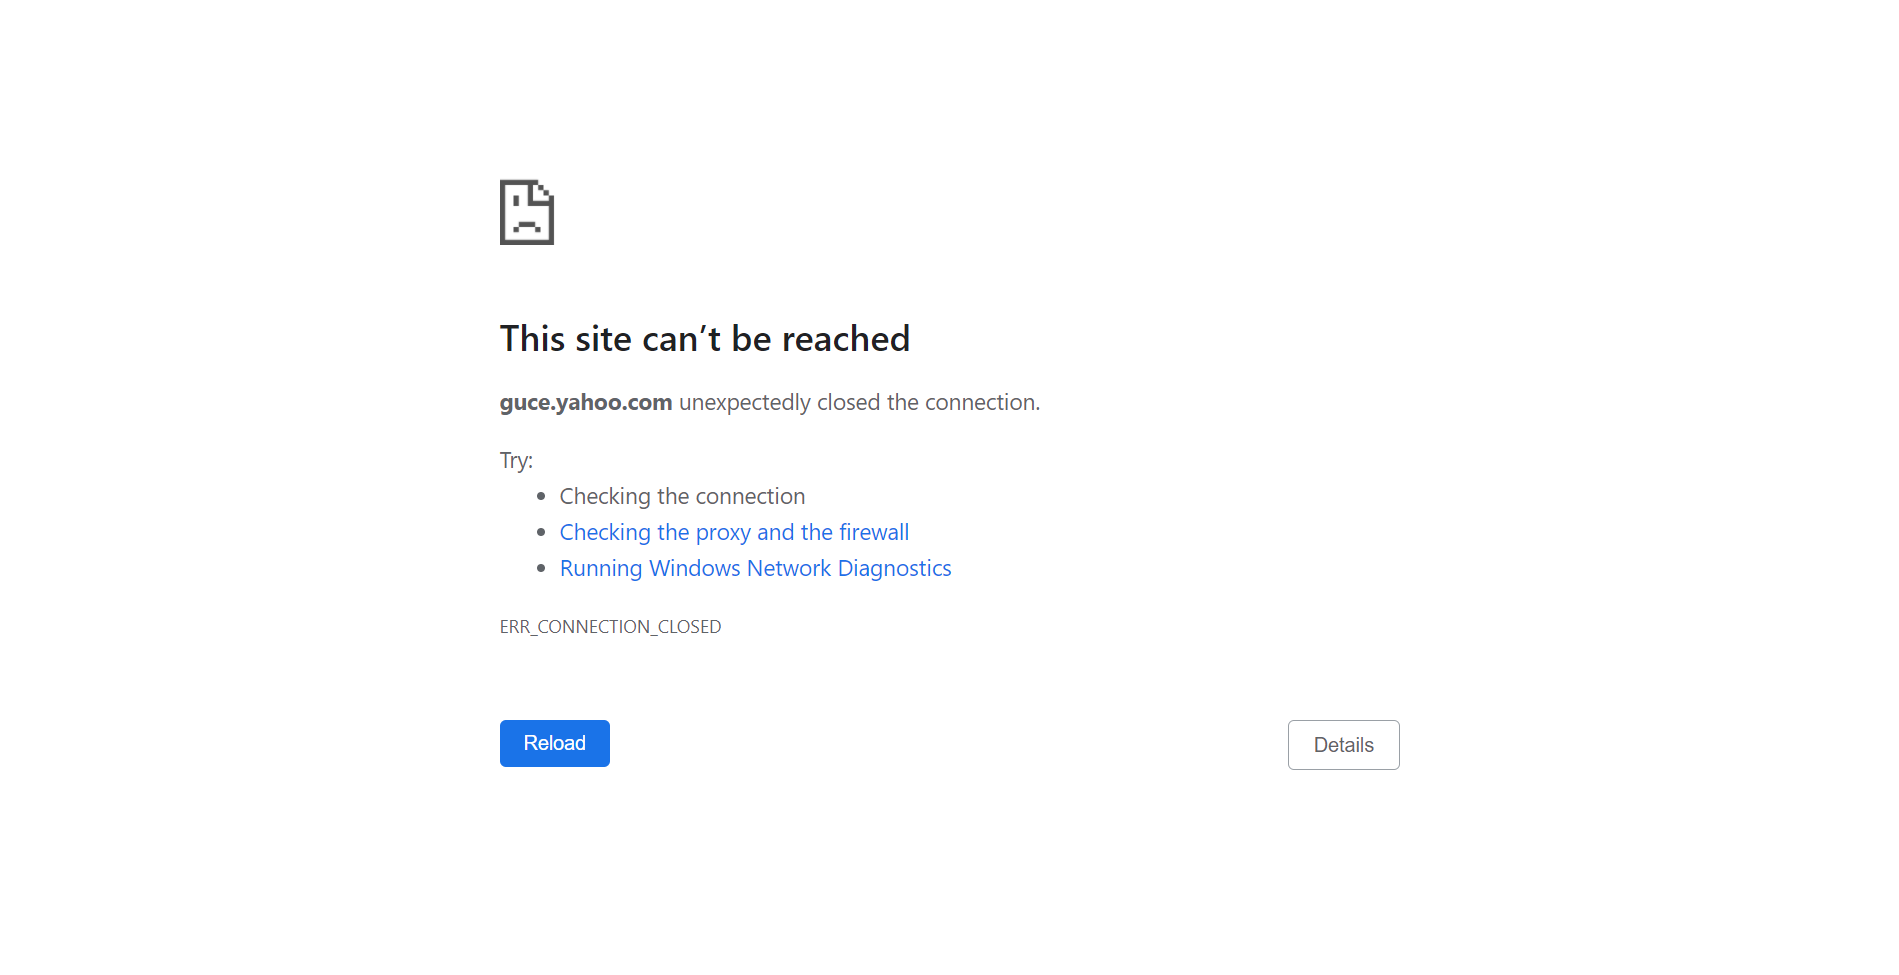 This site can’t be reached
guce.yahoo.com unexpectedly closed the connection.
Try:
• Checking the connection
• Checking the proxy and the firewall
• Running Windows Network Diagnostics
ERR_CONNECTION_CLOSED
Reload
Details